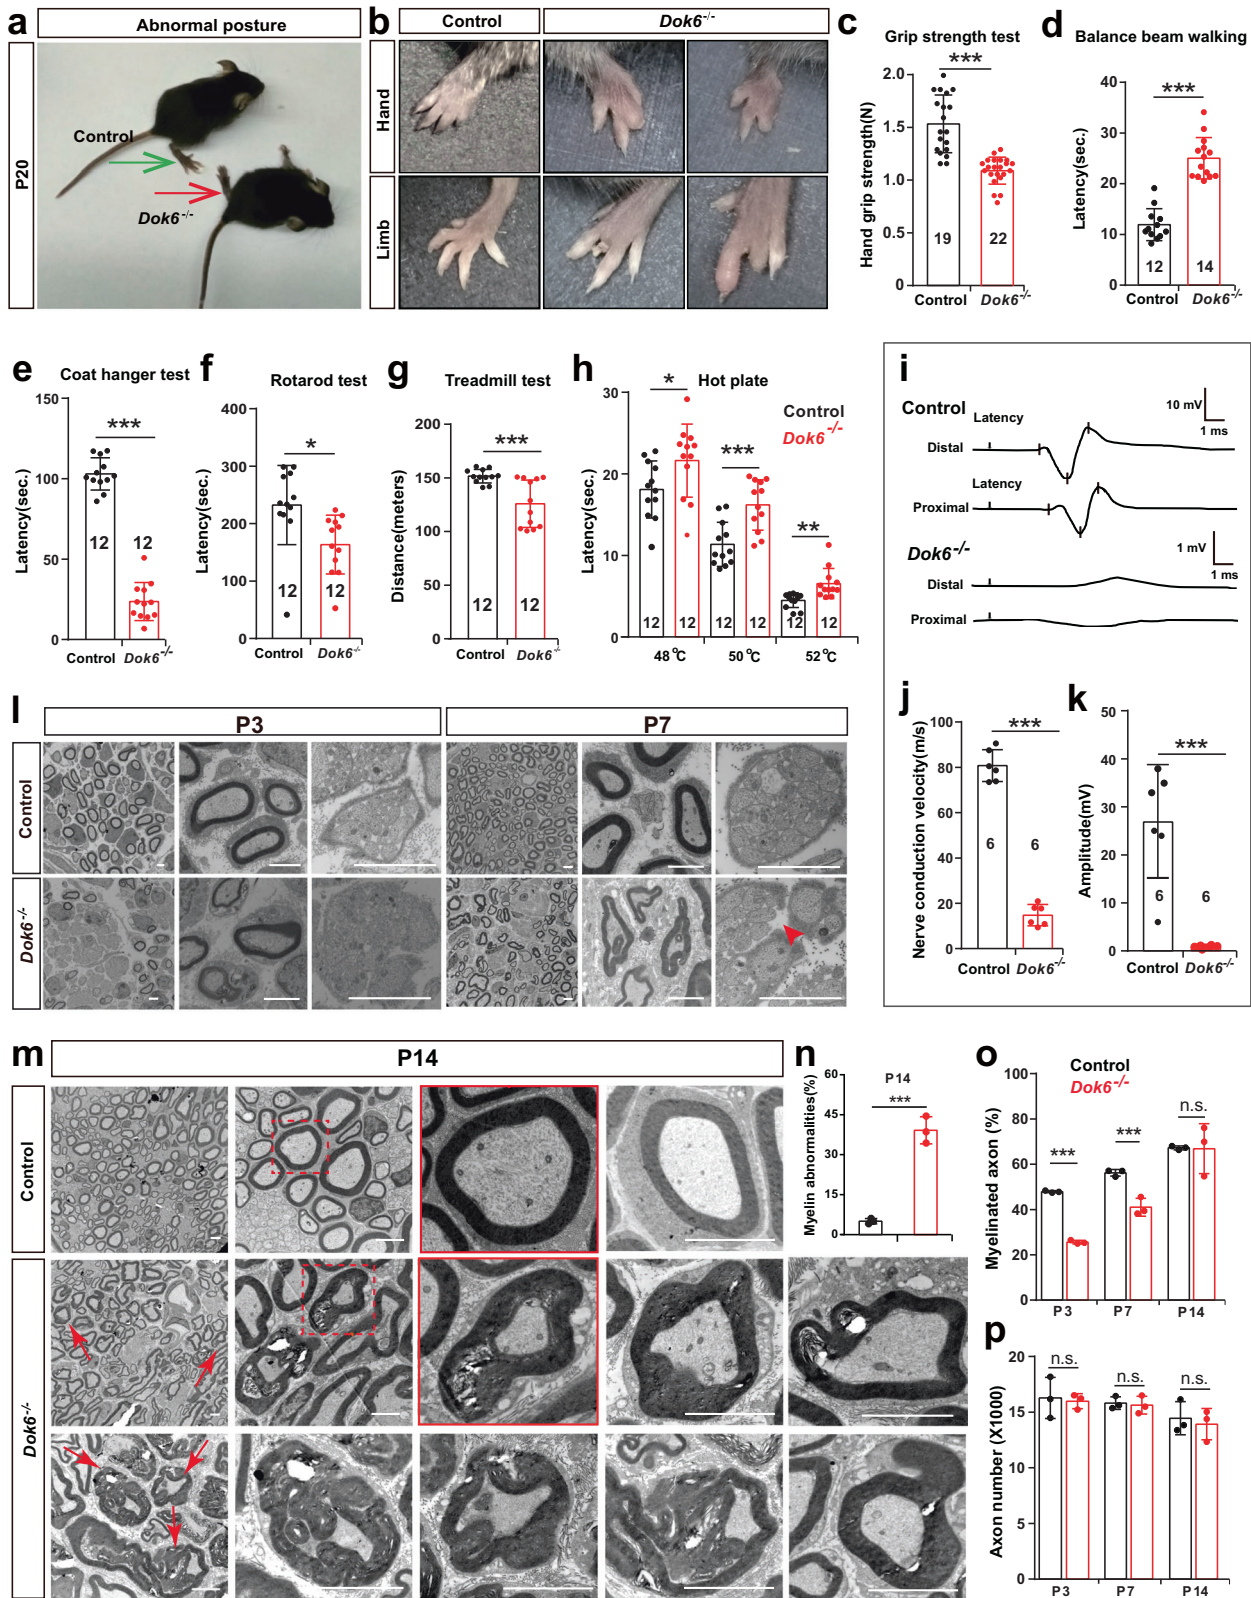 a
Abnormal posture
P20
Control
Dok6-/-
b
Control
Dok6-/-
Hand
Limb
c
Grip strength test
Hand grip strength(N)
2.0
1.5
1.0
0.5
0.0
***
19
22
Control
Dok6-/-
d
Balance beam walking
Latency(sec.)
40
30
20
10
0
***
12
14
Control
Dok6-/-
e
Coat hanger test
Latency(sec.)
150
100
50
0
***
12
12
Control
Dok6-/-
f
Rotarod test
Latency(sec.)
400
300
200
100
0
*
12
12
Control
Dok6-/-
g
Treadmill test
Distance(meters)
200
150
100
50
0
***
12
12
Control
Dok6-/-
h
Hot plate
Control
Dok6-/-
Latency(sec.)
30
20
10
0
*
***
**
12
12
12
12
12
12
48℃
50℃
52℃
i
Control
Latency
10 mV
1 ms
Distal
Latency
Proximal
Dok6-/-
1 mV
1 ms
Distal
Proximal
j
Nerve conduction velocity(m/s)
100
80
60
40
20
0
***
6
6
Control
Dok6-/-
k
Amplitude(mV)
50
40
30
20
10
0
***
6
6
Control
Dok6-/-
l
P3
P7
Control
Dok6-/-
m
P14
Control
Dok6-/-
n
P14
Myelin abnormalities(%)
60
45
30
15
0
***
o
Control
Dok6-/-
Myelinated axon (%)
100
80
60
40
20
0
***
***
n.s.
P3
P7
P14
p
Axon number (X1000)
20
15
10
5
0
n.s.
n.s.
n.s.
P3
P7
P14